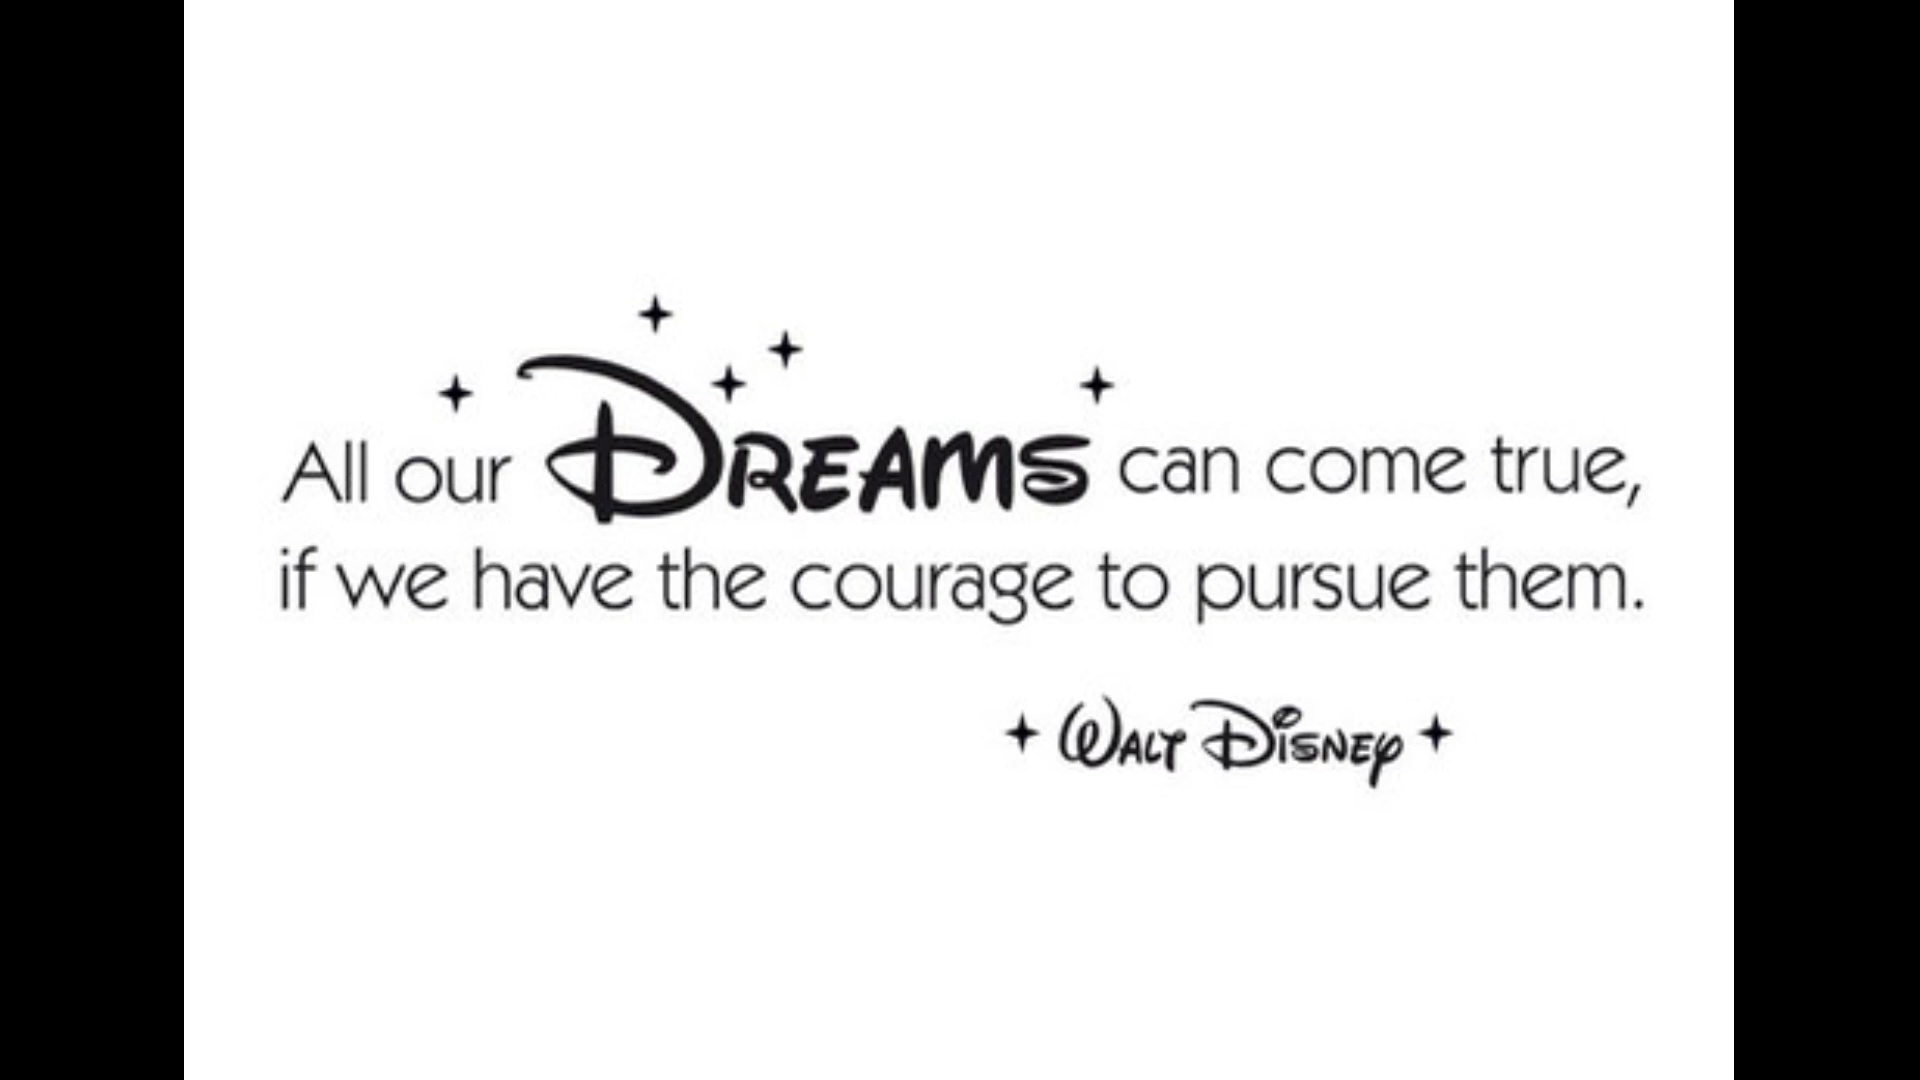 All our DREAMS can come true,
if we have the courage to pursue them.
WALT DISNEY